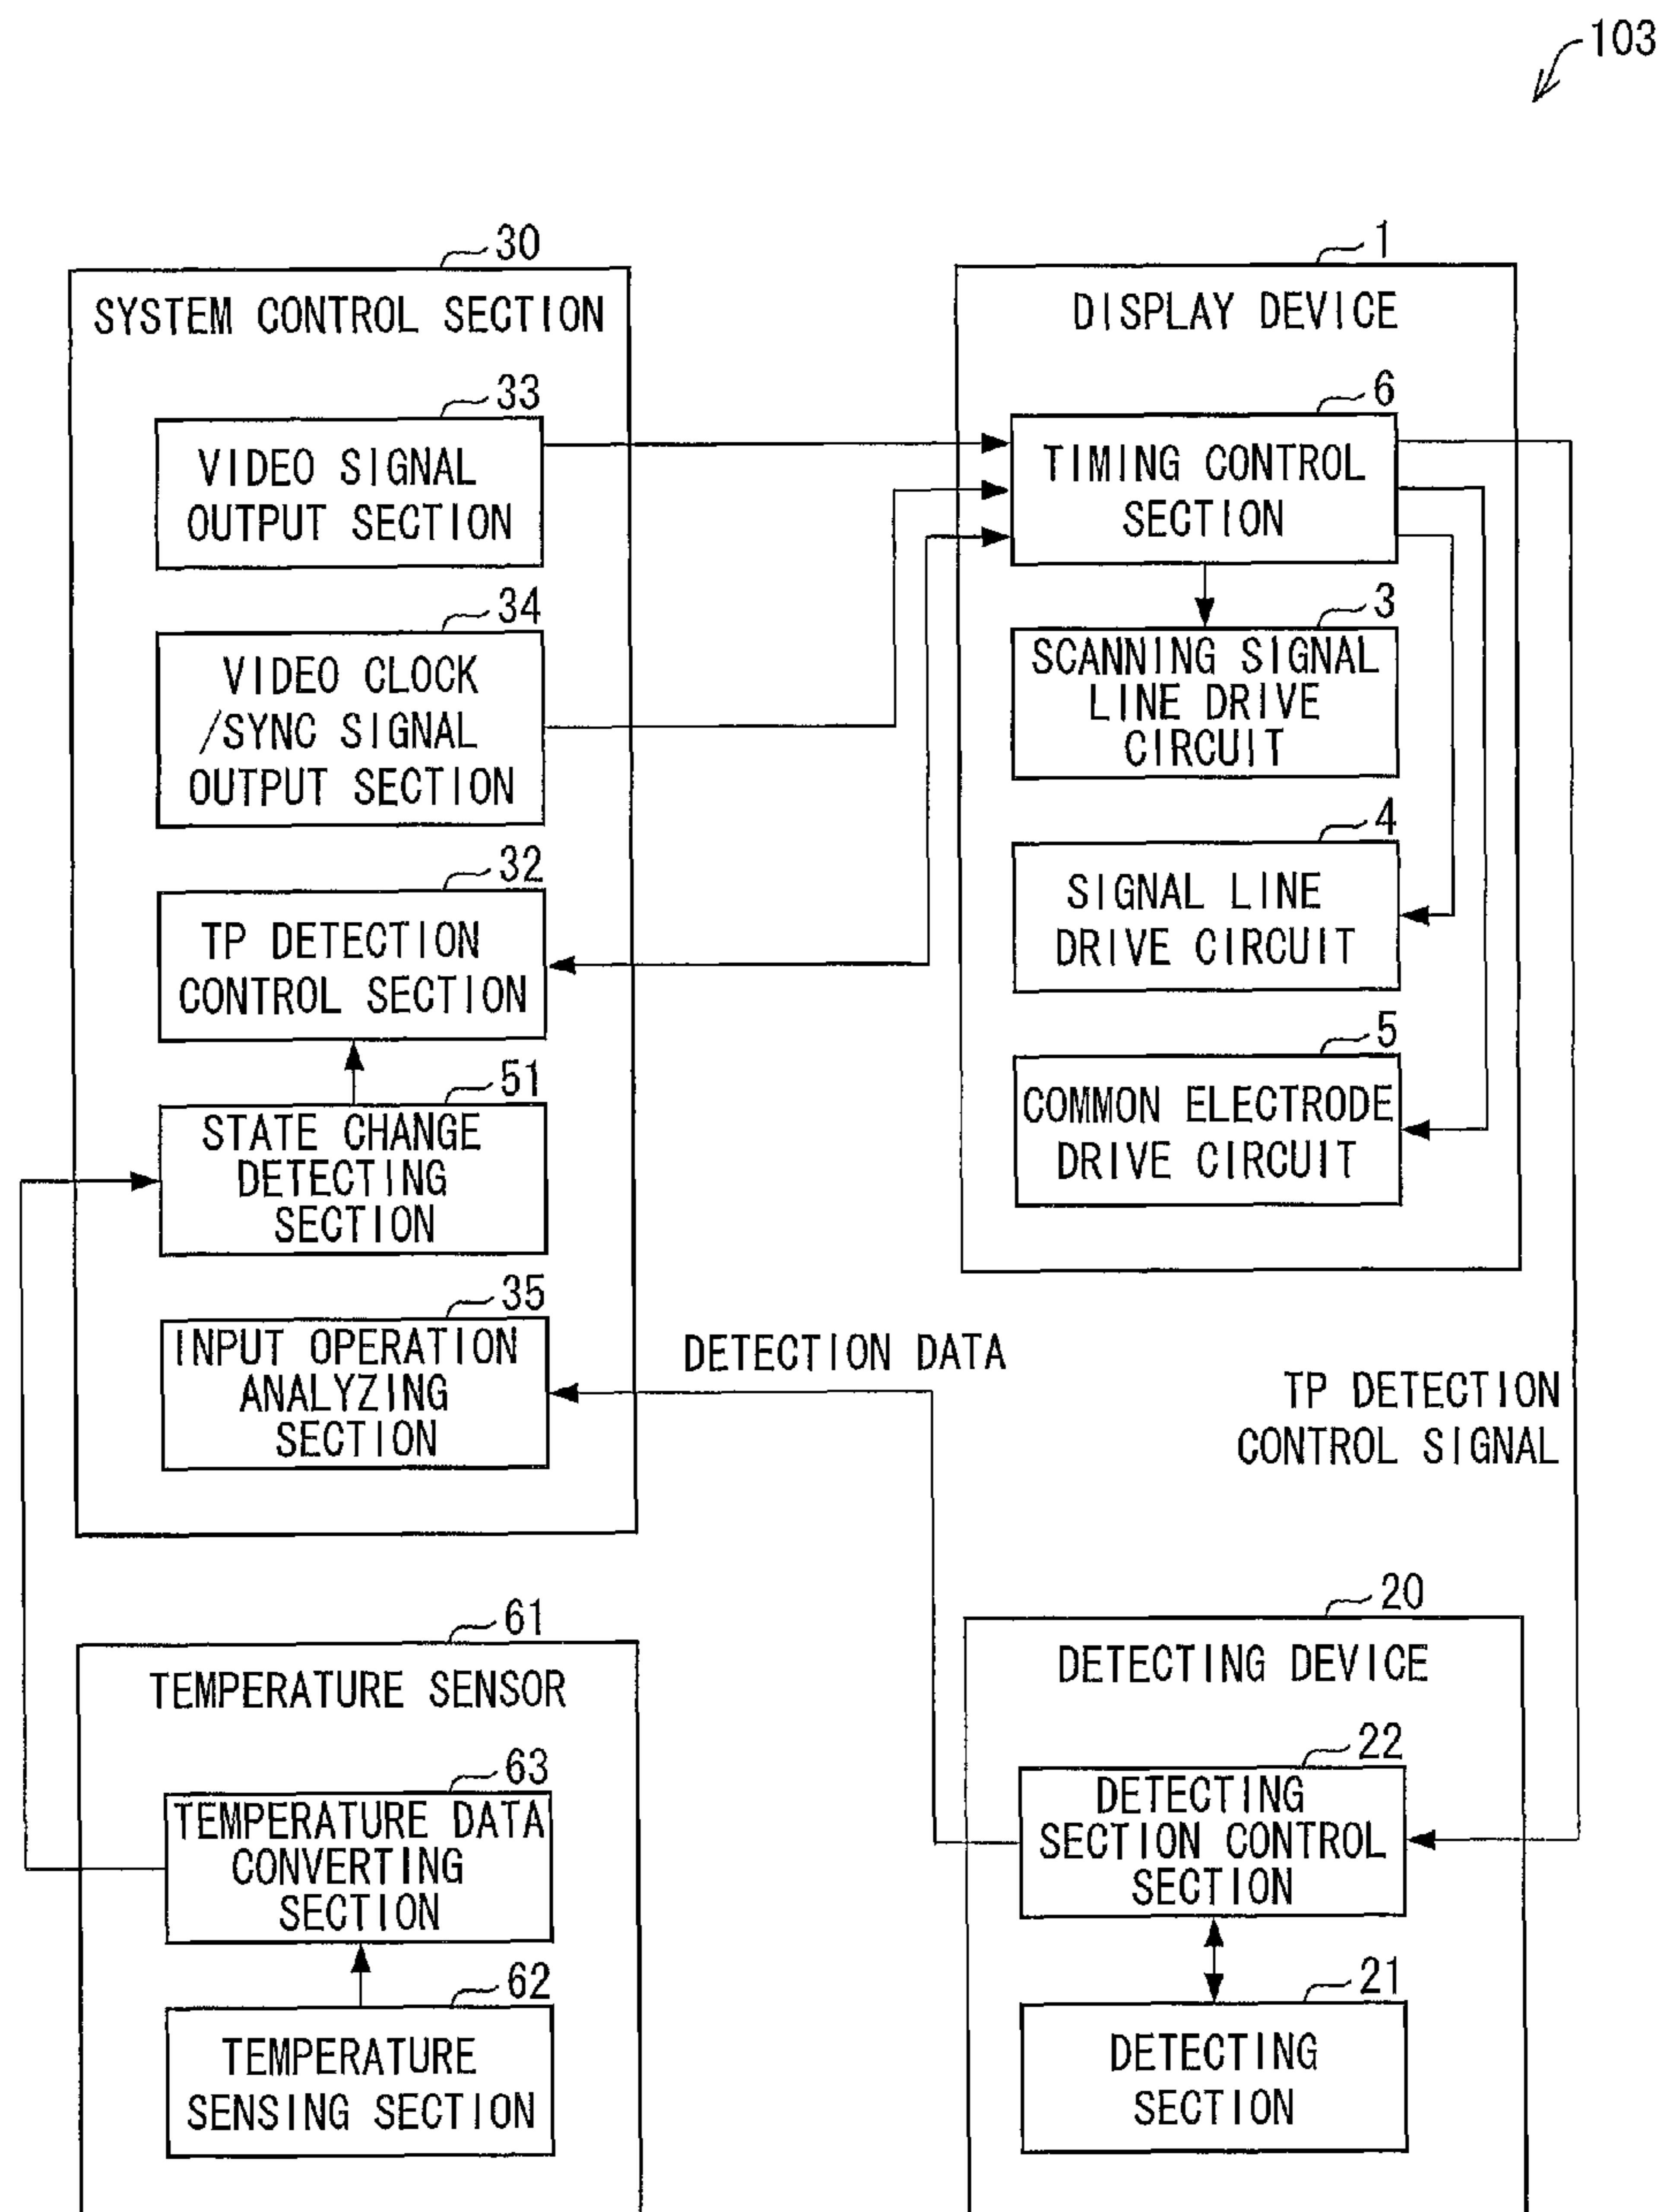 103
30
SYSTEM CONTROL SECTION
33
VIDEO SIGNAL
OUTPUT SECTION
34
VIDEO CLOCK
/SYNC SIGNAL
OUTPUT SECTION
32
TP DETECTION
CONTROL SECTION
51
STATE CHANGE
DETECTING
SECTION
35
INPUT OPERATION
ANALYZING
SECTION
1
DISPLAY DEVICE
6
TIMING CONTROL
SECTION
3
SCANNING SIGNAL
LINE DRIVE
CIRCUIT
4
SIGNAL LINE
DRIVE CIRCUIT
5
COMMON ELECTRODE
DRIVE CIRCUIT
DETECTION DATA
TP DETECTION
CONTROL SIGNAL
61
TEMPERATURE SENSOR
63
TEMPERATURE DATA
CONVERTING
SECTION
62
TEMPERATURE
SENSING SECTION
20
DETECTING DEVICE
22
DETECTING
SECTION CONTROL
SECTION
21
DETECTING
SECTION